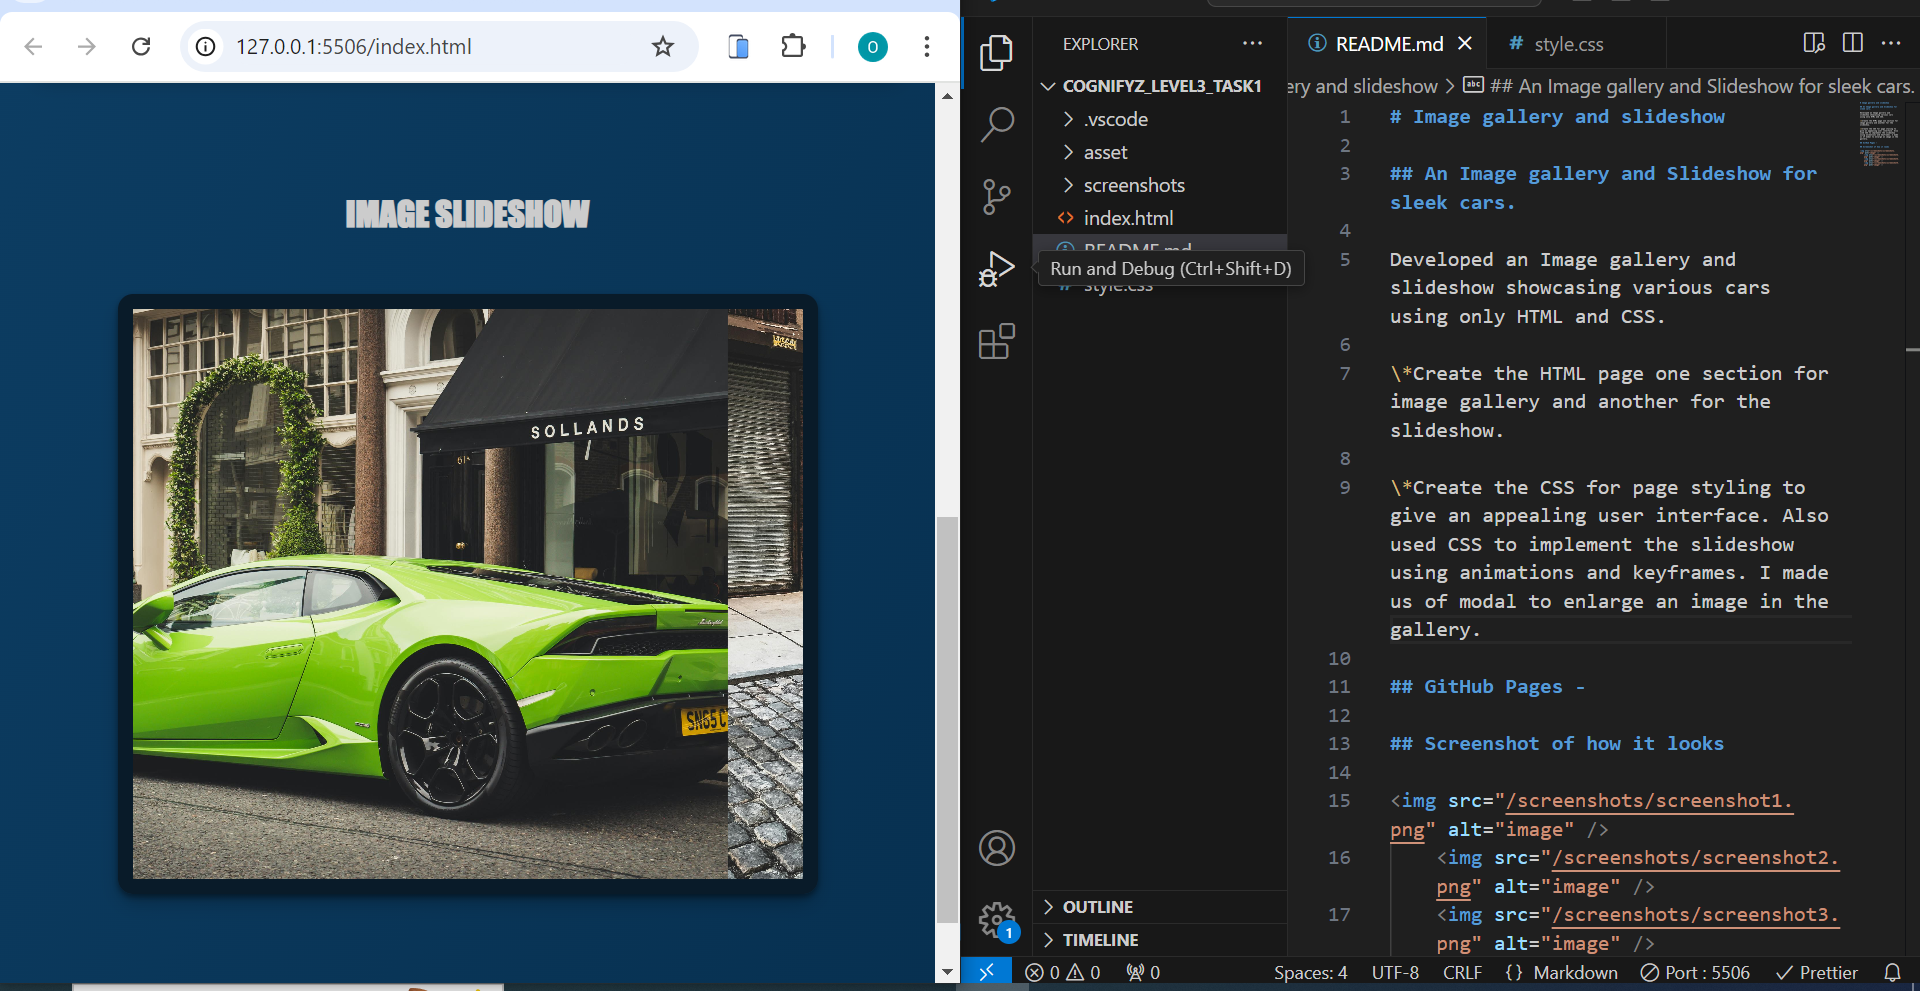 127.0.0.1:5506/index.html
O
IMAGE SLIDESHOW
SOLLANDS
61A
EXPLORER
COGNIFYZ_LEVEL3_TASK1
.vscode
asset
screenshots
index.html
README.md
Run and Debug (Ctrl+Shift+D)
style.css
OUTLINE
TIMELINE
README.md
# style.css
ery and slideshow > abc ## An Image gallery and Slideshow for sleek cars.
1 # Image gallery and slideshow
2
3 ## An Image gallery and Slideshow for
sleek cars.
4
5 Developed an Image gallery and
slideshow showcasing various cars
using only HTML and CSS.
6
7 \*Create the HTML page one section for
image gallery and another for the
slideshow.
8
9 \*Create the CSS for page styling to
give an appealing user interface. Also
used CSS to implement the slideshow
using animations and keyframes. I made
us of modal to enlarge an image in the
gallery.
10
11 ## GitHub Pages -
12
13 ## Screenshot of how it looks
14
15 <img src="/screenshots/screenshot1.
png" alt="image" />
16 <img src="/screenshots/screenshot2.
png" alt="image" />
17 <img src="/screenshots/screenshot3.
png" alt="image" />
1
0 0 0 Spaces: 4 UTF-8 CRLF {} Markdown Port : 5506 Prettier